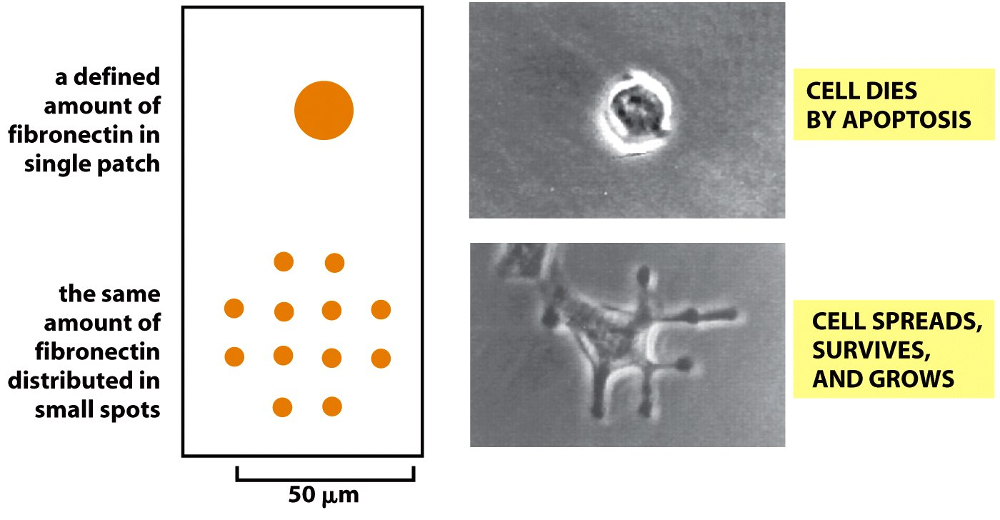 a defined
amount of
fibronectin in
single patch
CELL DIES
BY APOPTOSIS
the same
amount of
fibronectin
distributed in
small spots
CELL SPREADS,
SURVIVES,
AND GROWS
50 μm